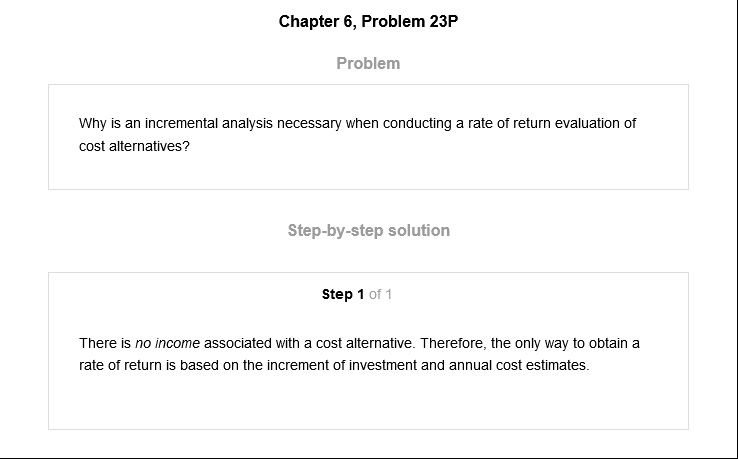 Chapter 6, Problem 23P
Problem
Why is an incremental analysis necessary when conducting a rate of return evaluation of
cost alternatives?
Step-by-step solution
Step 1 of 1
There is no income associated with a cost alternative. Therefore, the only way to obtain a
rate of return is based on the increment of investment and annual cost estimates.